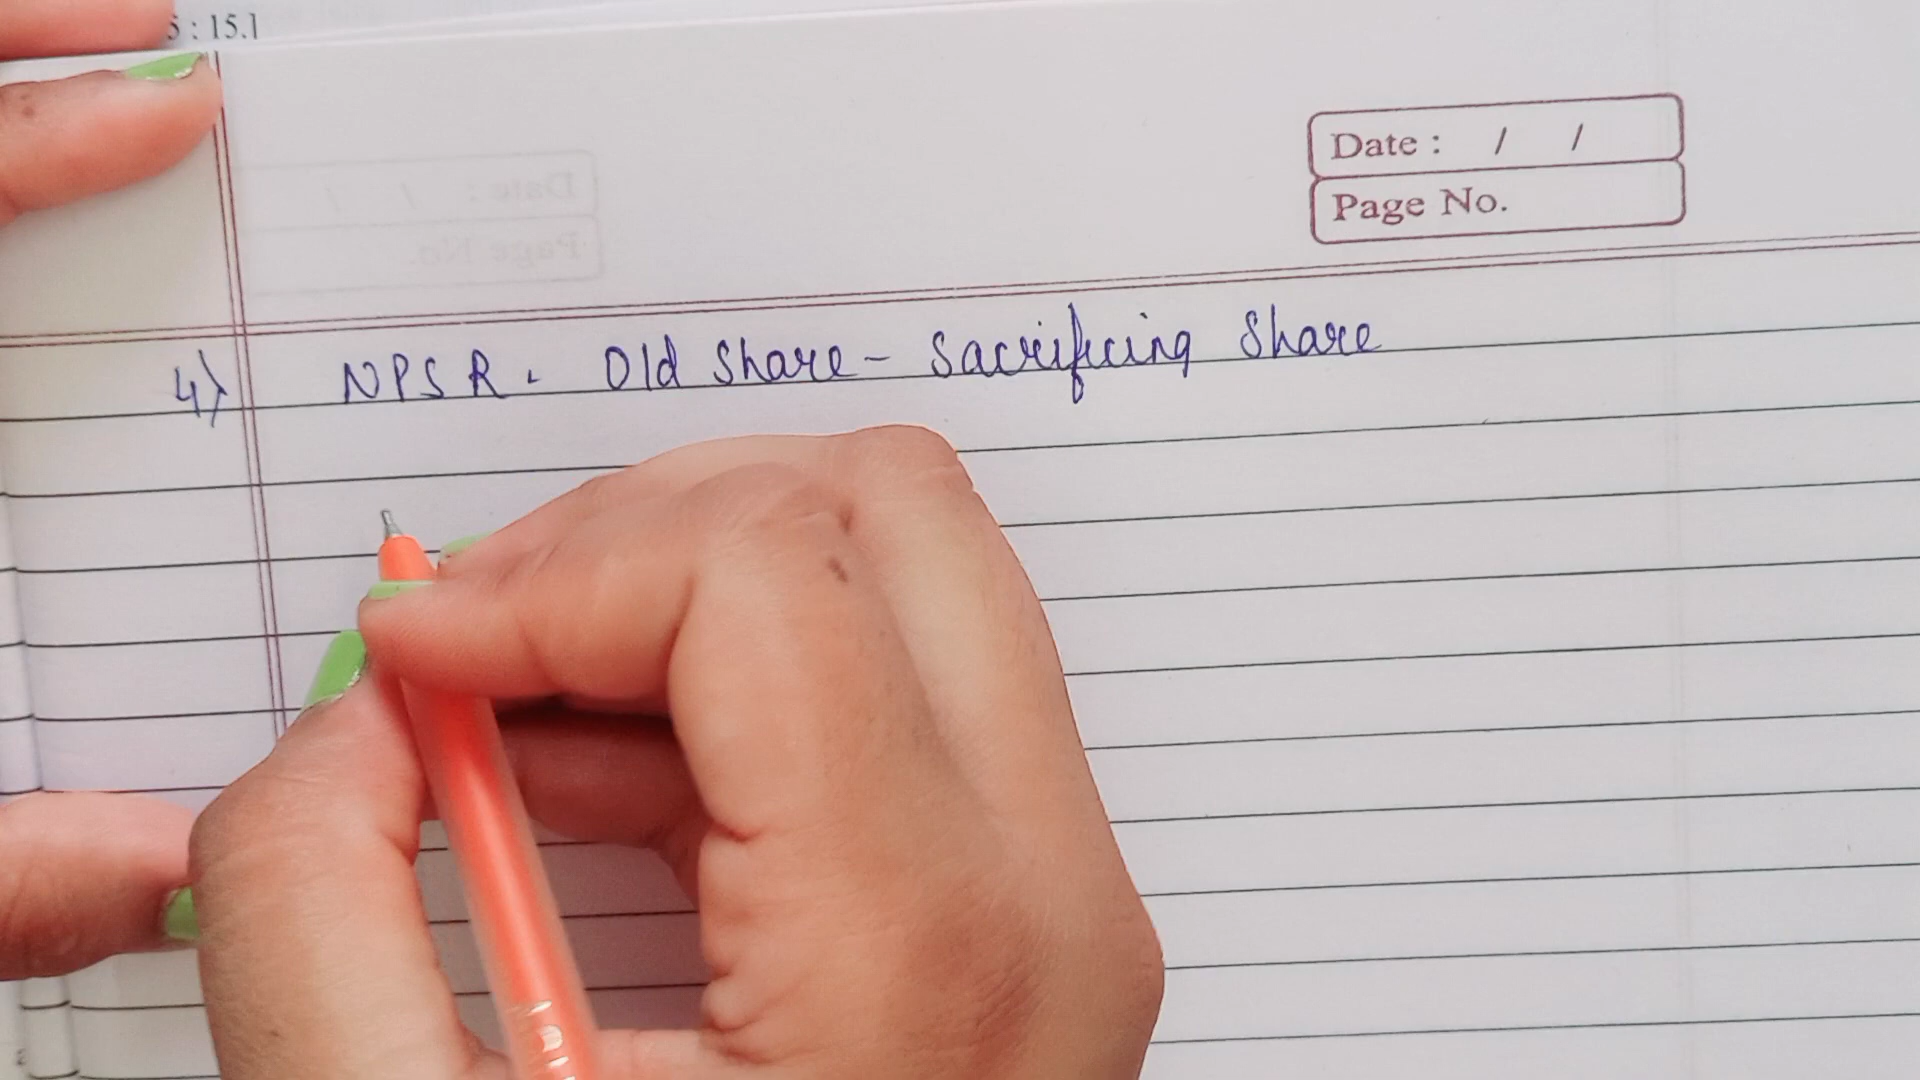 5 : 15.1
Date : / /
Page No.
4) NPSR . Old Share - Sacrificing Share